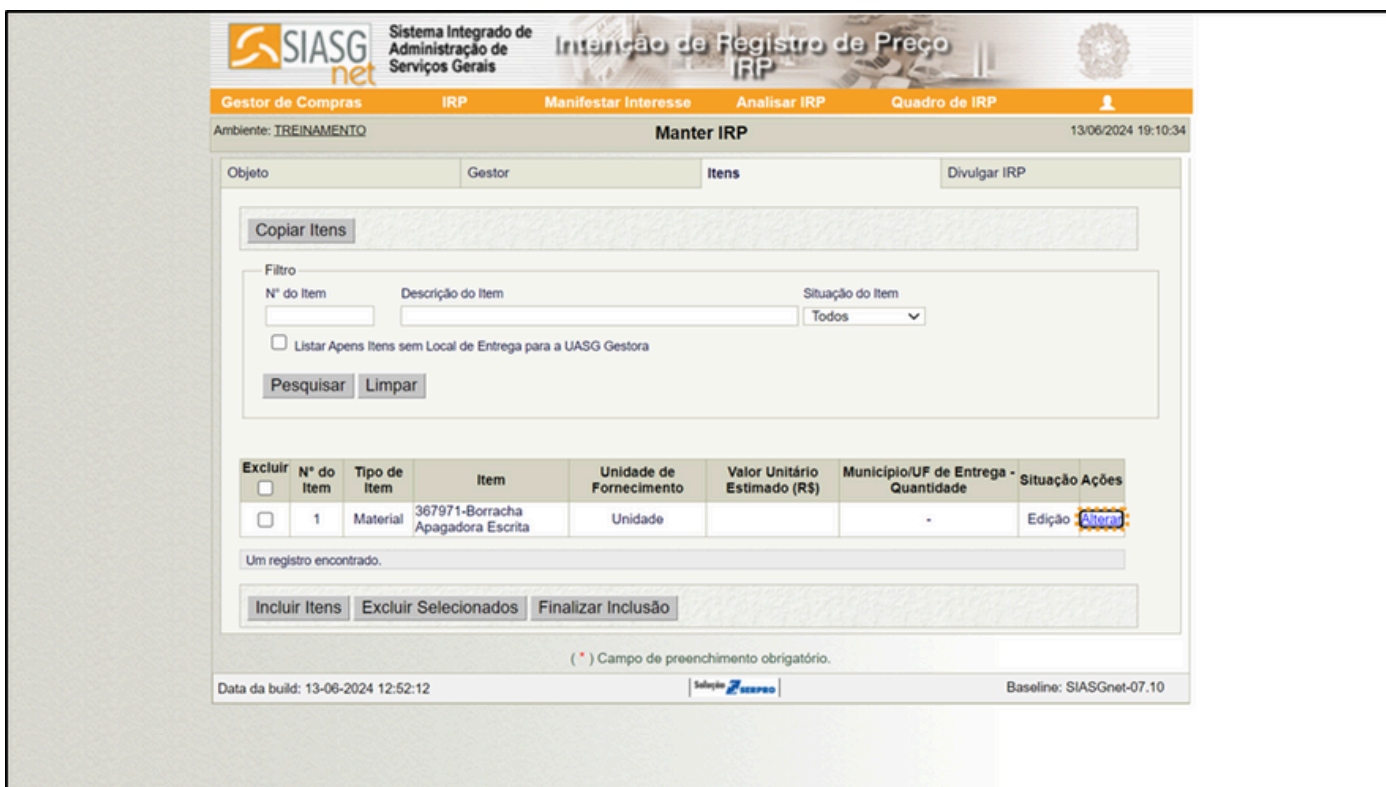 SIASG
net
Sistema Integrado de
Administração de
Serviços Gerais
Intenção de Registro de Preço
IRP
Gestor de Compras IRP Manifestar Interesse Analisar IRP Quadro de IRP
Ambiente: TREINAMENTO Manter IRP 13/06/2024 19:10:34
Objeto Gestor Itens Divulgar IRP
Copiar Itens
Filtro
N° do Item Descrição do Item Situação do Item
Todos
Listar Apens Itens sem Local de Entrega para a UASG Gestora
Pesquisar Limpar
Excluir N° do Item Tipo de Item Item Unidade de Fornecimento Valor Unitário Estimado (R$) Município/UF de Entrega - Quantidade Situação Ações
1 Material 367971-Borracha Apagadora Escrita Unidade - Edição Alterar
Um registro encontrado.
Incluir Itens Excluir Selecionados Finalizar Inclusão
( * ) Campo de preenchimento obrigatório.
Data da build: 13-06-2024 12:52:12 Solução SERPRO Baseline: SIASGnet-07.10